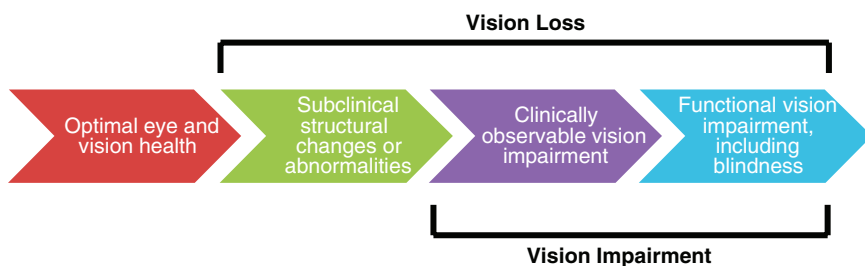 Vision Loss
Optimal eye and
vision health
Subclinical
structural
changes or
abnormalities
Clinically
observable vision
impairment
Functional vision
impairment,
including
blindness
Vision Impairment